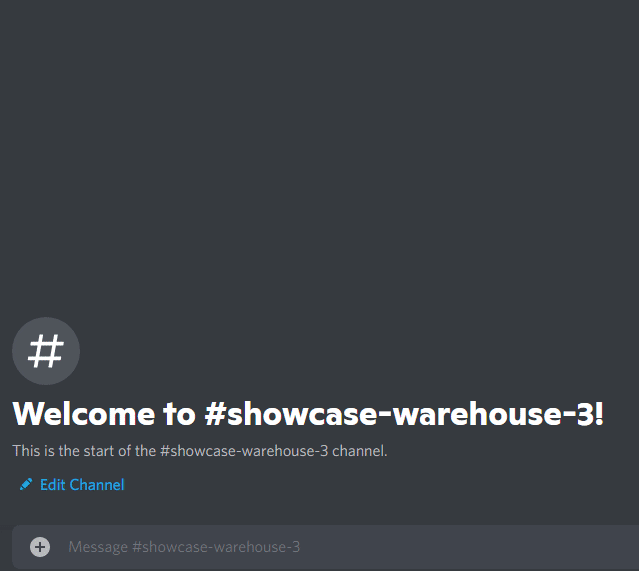 Welcome to #showcase-warehouse-3!
This is the start of the #showcase-warehouse-3 channel.
Edit Channel
Message #showcase-warehouse-3